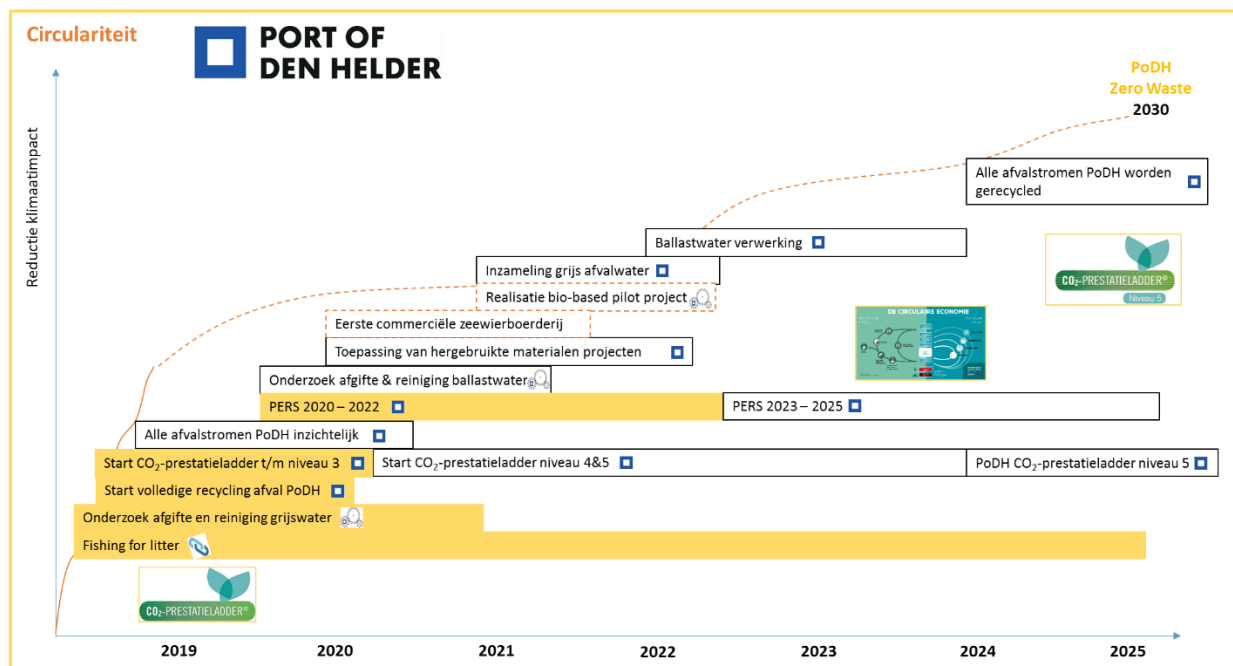 Circulariteit
PORT OF
DEN HELDER
PoDH
Zero Waste
2030
Reductie klimaatimpact
Alle afvalstromen PoDH worden
gerecycled
Ballastwater verwerking
Inzameling grijs afvalwater
Realisatie bio-based pilot project
CO₂-PRESTATIELADDER®
Niveau 5
DE CIRCULAIRE ECONOMIE
Eerste commerciële zeewierboerderij
Toepassing van hergebruikte materialen projecten
Onderzoek afgifte & reiniging ballastwater
PERS 2020 – 2022
PERS 2023 – 2025
Alle afvalstromen PoDH inzichtelijk
Start CO₂-prestatieladder t/m niveau 3
Start CO₂-prestatieladder niveau 4&5
PoDH CO₂-prestatieladder niveau 5
Start volledige recycling afval PoDH
Onderzoek afgifte en reiniging grijswater
Fishing for litter
CO₂-PRESTATIELADDER®
2019
2020
2021
2022
2023
2024
2025